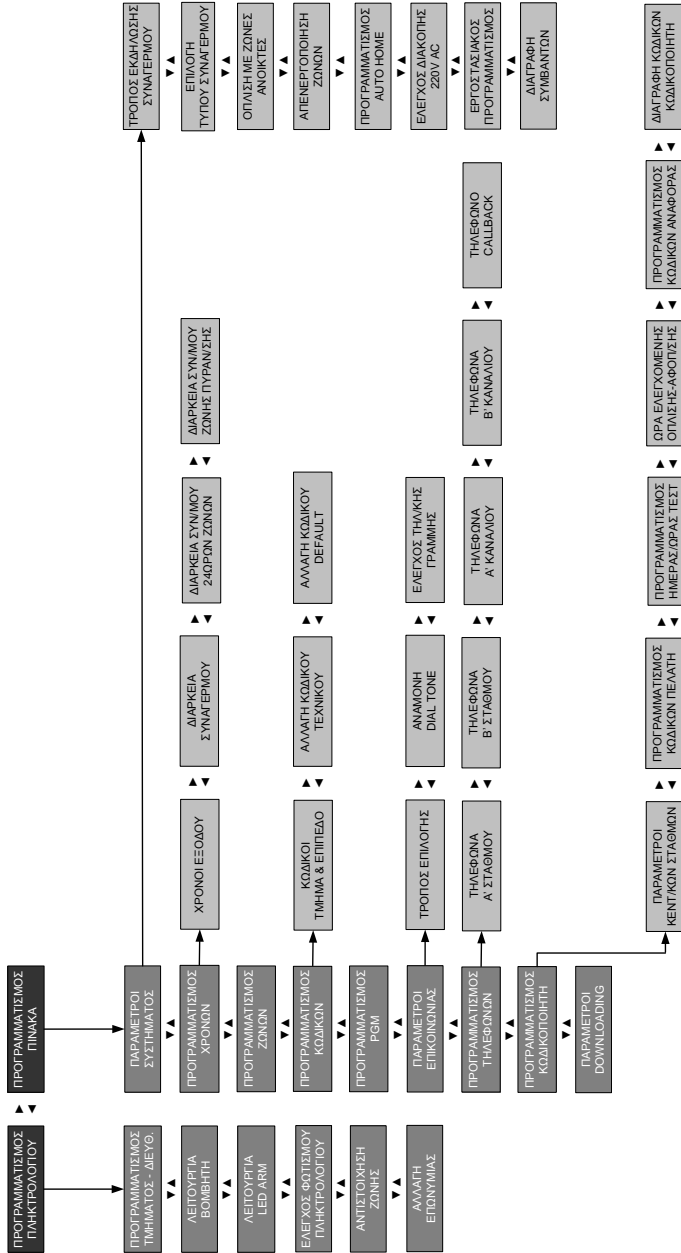 ΠΡΟΓΡΑΜΜΑΤΙΣΜΟΣ
ΠΛΗΚΤΡΟΛΟΓΙΟΥ
ΠΡΟΓΡΑΜΜΑΤΙΣΜΟΣ
ΠΙΝΑΚΑ
ΠΡΟΓΡΑΜΜΑΤΙΣΜΟΣ
ΤΜΗΜΑΤΟΣ - ΔΙΕΥΘ.
ΛΕΙΤΟΥΡΓΙΑ
ΒΟΜΒΗΤΗ
ΛΕΙΤΟΥΡΓΙΑ
LED ARM
ΕΛΕΓΧΟΣ ΦΩΤΙΣΜΟΥ
ΠΛΗΚΤΡΟΛΟΓΙΟΥ
ΑΝΤΙΣΤΟΙΧΗΣΗ
ΖΩΝΗΣ
ΑΛΛΑΓΗ
ΕΠΩΝΥΜΙΑΣ
ΠΑΡΑΜΕΤΡΟΙ
ΣΥΣΤΗΜΑΤΟΣ
ΠΡΟΓΡΑΜΜΑΤΙΣΜΟΣ
ΧΡΟΝΩΝ
ΠΡΟΓΡΑΜΜΑΤΙΣΜΟΣ
ΖΩΝΩΝ
ΠΡΟΓΡΑΜΜΑΤΙΣΜΟΣ
ΚΩΔΙΚΩΝ
ΠΡΟΓΡΑΜΜΑΤΙΣΜΟΣ
PGM
ΠΑΡΑΜΕΤΡΟΙ
ΕΠΙΚΟΙΝΩΝΙΑΣ
ΠΡΟΓΡΑΜΜΑΤΙΣΜΟΣ
ΤΗΛΕΦΩΝΩΝ
ΠΡΟΓΡΑΜΜΑΤΙΣΜΟΣ
ΚΩΔΙΚΟΠΟΙΗΤΗ
ΠΑΡΑΜΕΤΡΟΙ
DOWNLOADING
ΤΡΟΠΟΣ ΕΚΔΗΛΩΣΗΣ
ΣΥΝΑΓΕΡΜΟΥ
ΕΠΙΛΟΓΗ
ΤΥΠΟΥ ΣΥΝΑΓΕΡΜΟΥ
ΟΠΛΙΣΗ ΜΕ ΖΩΝΕΣ
ΑΝΟΙΚΤΕΣ
ΑΠΕΝΕΡΓΟΠΟΙΗΣΗ
ΖΩΝΩΝ
ΠΡΟΓΡΑΜΜΑΤΙΣΜΟΣ
AUTO HOME
ΕΛΕΓΧΟΣ ΔΙΑΚΟΠΗΣ
220V AC
ΕΡΓΟΣΤΑΣΙΑΚΟΣ
ΠΡΟΓΡΑΜΜΑΤΙΣΜΟΣ
ΔΙΑΓΡΑΦΗ
ΣΥΜΒΑΝΤΩΝ
ΧΡΟΝΟΙ ΕΞΟΔΟΥ
ΔΙΑΡΚΕΙΑ
ΣΥΝΑΓΕΡΜΟΥ
ΔΙΑΡΚΕΙΑ ΣΥΝ/ΜΟΥ
24ΩΡΩΝ ΖΩΝΩΝ
ΔΙΑΡΚΕΙΑ ΣΥΝ/ΜΟΥ
ΖΩΝΗΣ ΠΥΡΑΝ/ΣΗΣ
ΚΩΔΙΚΟΙ
ΤΜΗΜΑ & ΕΠΙΠΕΔΟ
ΑΛΛΑΓΗ ΚΩΔΙΚΟΥ
ΤΕΧΝΙΚΟΥ
ΑΛΛΑΓΗ ΚΩΔΙΚΟΥ
DEFAULT
ΤΡΟΠΟΣ ΕΠΙΛΟΓΗΣ
ΑΝΑΜΟΝΗ
DIAL TONE
ΕΛΕΓΧΟΣ ΤΗΛ/ΚΗΣ
ΓΡΑΜΜΗΣ
ΤΗΛΕΦΩΝΑ
Α' ΣΤΑΘΜΟΥ
ΤΗΛΕΦΩΝΑ
Β' ΣΤΑΘΜΟΥ
ΤΗΛΕΦΩΝΑ
Α' ΚΑΝΑΛΙΟΥ
ΤΗΛΕΦΩΝΑ
Β' ΚΑΝΑΛΙΟΥ
ΤΗΛΕΦΩΝΟ
CALLBACK
ΠΑΡΑΜΕΤΡΟΙ
ΚΕΝΤ/ΚΩΝ ΣΤΑΘΜΩΝ
ΠΡΟΓΡΑΜΜΑΤΙΣΜΟΣ
ΚΩΔΙΚΩΝ ΠΕΛΑΤΗ
ΠΡΟΓΡΑΜΜΑΤΙΣΜΟΣ
ΗΜΕΡΑΣ/ΩΡΑΣ ΤΕΣΤ
ΩΡΑ ΕΛΕΓΧΟΜΕΝΗΣ
ΟΠΛΙΣΗΣ-ΑΦΟΠ/ΣΗΣ
ΠΡΟΓΡΑΜΜΑΤΙΣΜΟΣ
ΚΩΔΙΚΩΝ ΑΝΑΦΟΡΑΣ
ΔΙΑΓΡΑΦΗ ΚΩΔΙΚΩΝ
ΚΩΔΙΚΟΠΟΙΗΤΗ